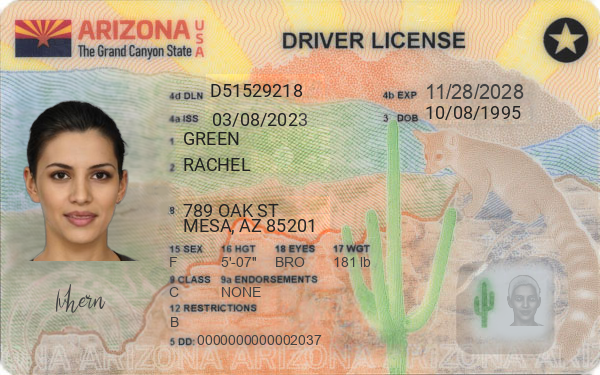 ARIZONA USA
The Grand Canyon State
DRIVER LICENSE
4d DLN D51529218
4b EXP 11/28/2028
4a ISS 03/08/2023
3 DOB 10/08/1995
1 GREEN
2 RACHEL
8 789 OAK ST
MESA, AZ 85201
15 SEX 16 HGT 18 EYES 17 WGT
F 5'-07" BRO 181 lb
9 CLASS 9a ENDORSEMENTS
C NONE
12 RESTRICTIONS
B
5 DD: 0000000000002037
ARIZONA ARIZONA ARIZONA ARIZONA